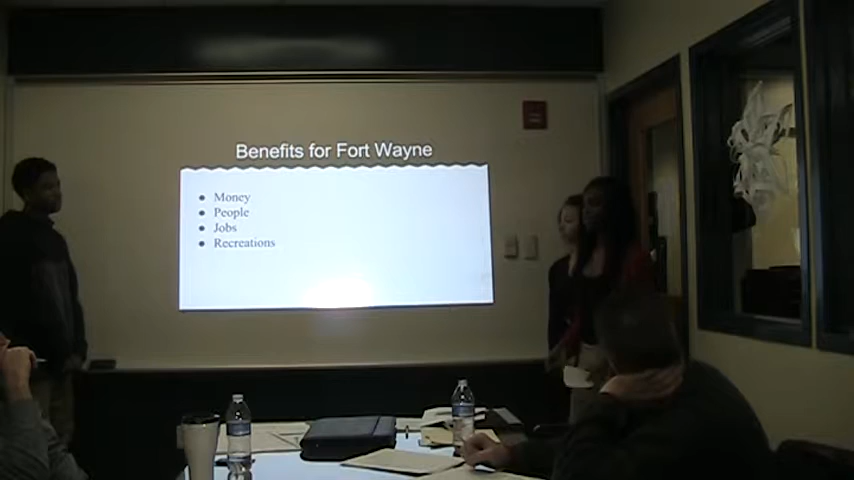 Benefits for Fort Wayne
● Money
● People
● Jobs
● Recreations